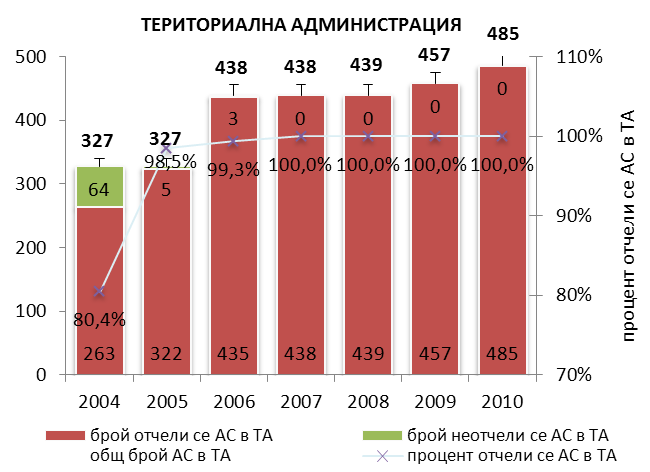 ТЕРИТОРИАЛНА АДМИНИСТРАЦИЯ
500 110%
400 100%
300 90%
200 80%
100
0 70%
процент отчели се АС в ТА
327 327 438 438 439 457 485
64 5 3 0 0 0 0
80,4% 98,5% 99,3% 100,0% 100,0% 100,0% 100,0%
263 322 435 438 439 457 485
2004 2005 2006 2007 2008 2009 2010
брой отчели се АС в ТА брой неотчели се АС в ТА
общ брой АС в ТА процент отчели се АС в ТА